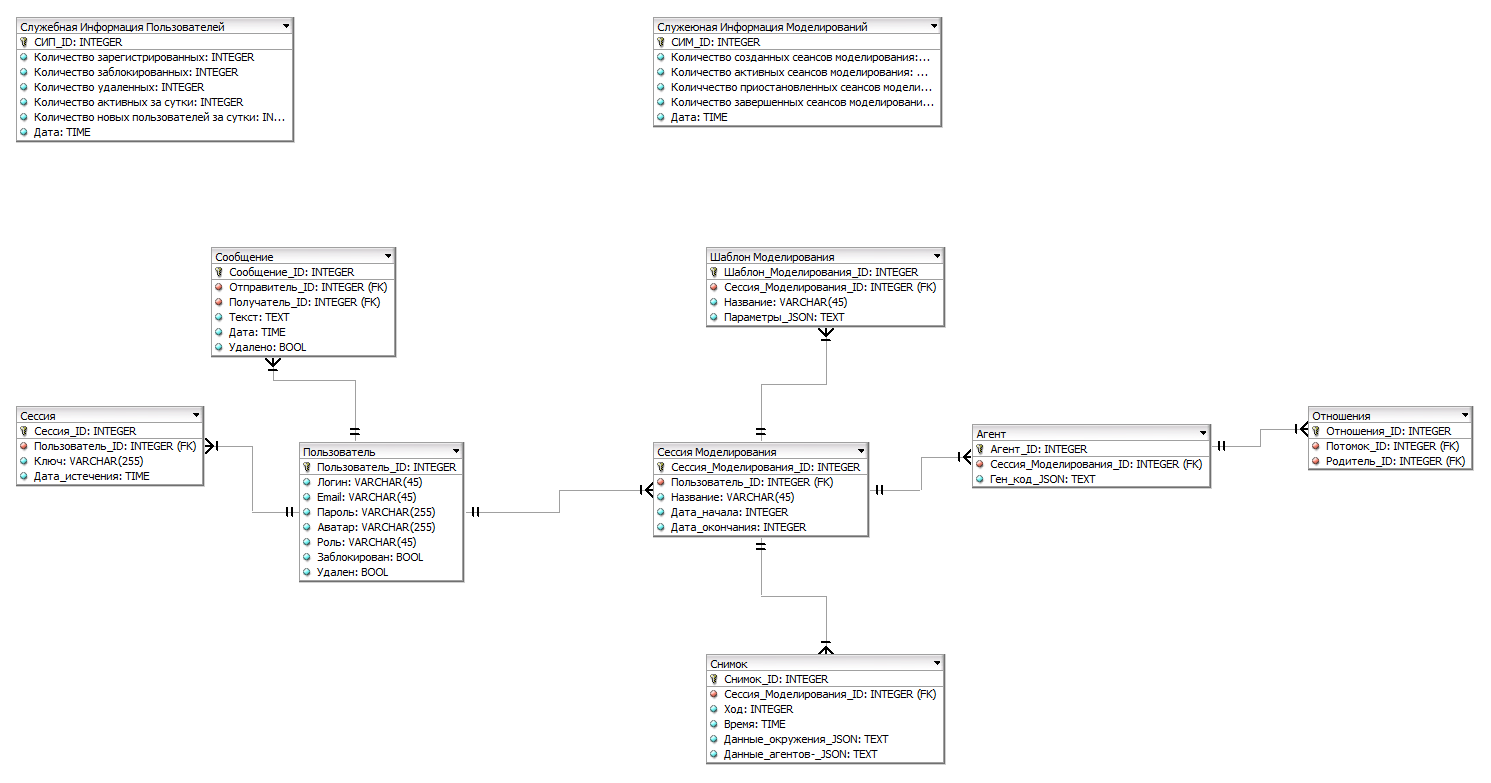 Служебная Информация Пользователей
СИП_ID: INTEGER
Количество зарегистрированных: INTEGER
Количество заблокированных: INTEGER
Количество удаленных: INTEGER
Количество активных за сутки: INTEGER
Количество новых пользователей за сутки: IN...
Дата: TIME
Служеюная Информация Моделирований
СИМ_ID: INTEGER
Количество созданных сеансов моделирования:...
Количество активных сеансов моделирования: ...
Количиество приостановленных сеансов модели...
Количество завершенных сеансов моделировани...
Дата: TIME
Сообщение
Сообщение_ID: INTEGER
Отправитель_ID: INTEGER (FK)
Получатель_ID: INTEGER (FK)
Текст: TEXT
Дата: TIME
Удалено: BOOL
Шаблон Моделирования
Шаблон_Моделирования_ID: INTEGER
Сессия_Моделирования_ID: INTEGER (FK)
Название: VARCHAR(45)
Параметры_JSON: TEXT
Сессия
Сессия_ID: INTEGER
Пользователь_ID: INTEGER (FK)
Ключ: VARCHAR(255)
Дата_истечения: TIME
Пользователь
Пользователь_ID: INTEGER
Логин: VARCHAR(45)
Email: VARCHAR(45)
Пароль: VARCHAR(255)
Аватар: VARCHAR(255)
Роль: VARCHAR(45)
Заблокирован: BOOL
Удален: BOOL
Сессия Моделирования
Сессия_Моделирования_ID: INTEGER
Пользователь_ID: INTEGER (FK)
Название: VARCHAR(45)
Дата_начала: INTEGER
Дата_окончания: INTEGER
Агент
Агент_ID: INTEGER
Сессия_Моделирования_ID: INTEGER (FK)
Ген_код_JSON: TEXT
Отношения
Отношения_ID: INTEGER
Потомок_ID: INTEGER (FK)
Родитель_ID: INTEGER (FK)
Снимок
Снимок_ID: INTEGER
Сессия_Моделирования_ID: INTEGER (FK)
Ход: INTEGER
Время: TIME
Данные_окружения_JSON: TEXT
Данные_агентов-_JSON: TEXT